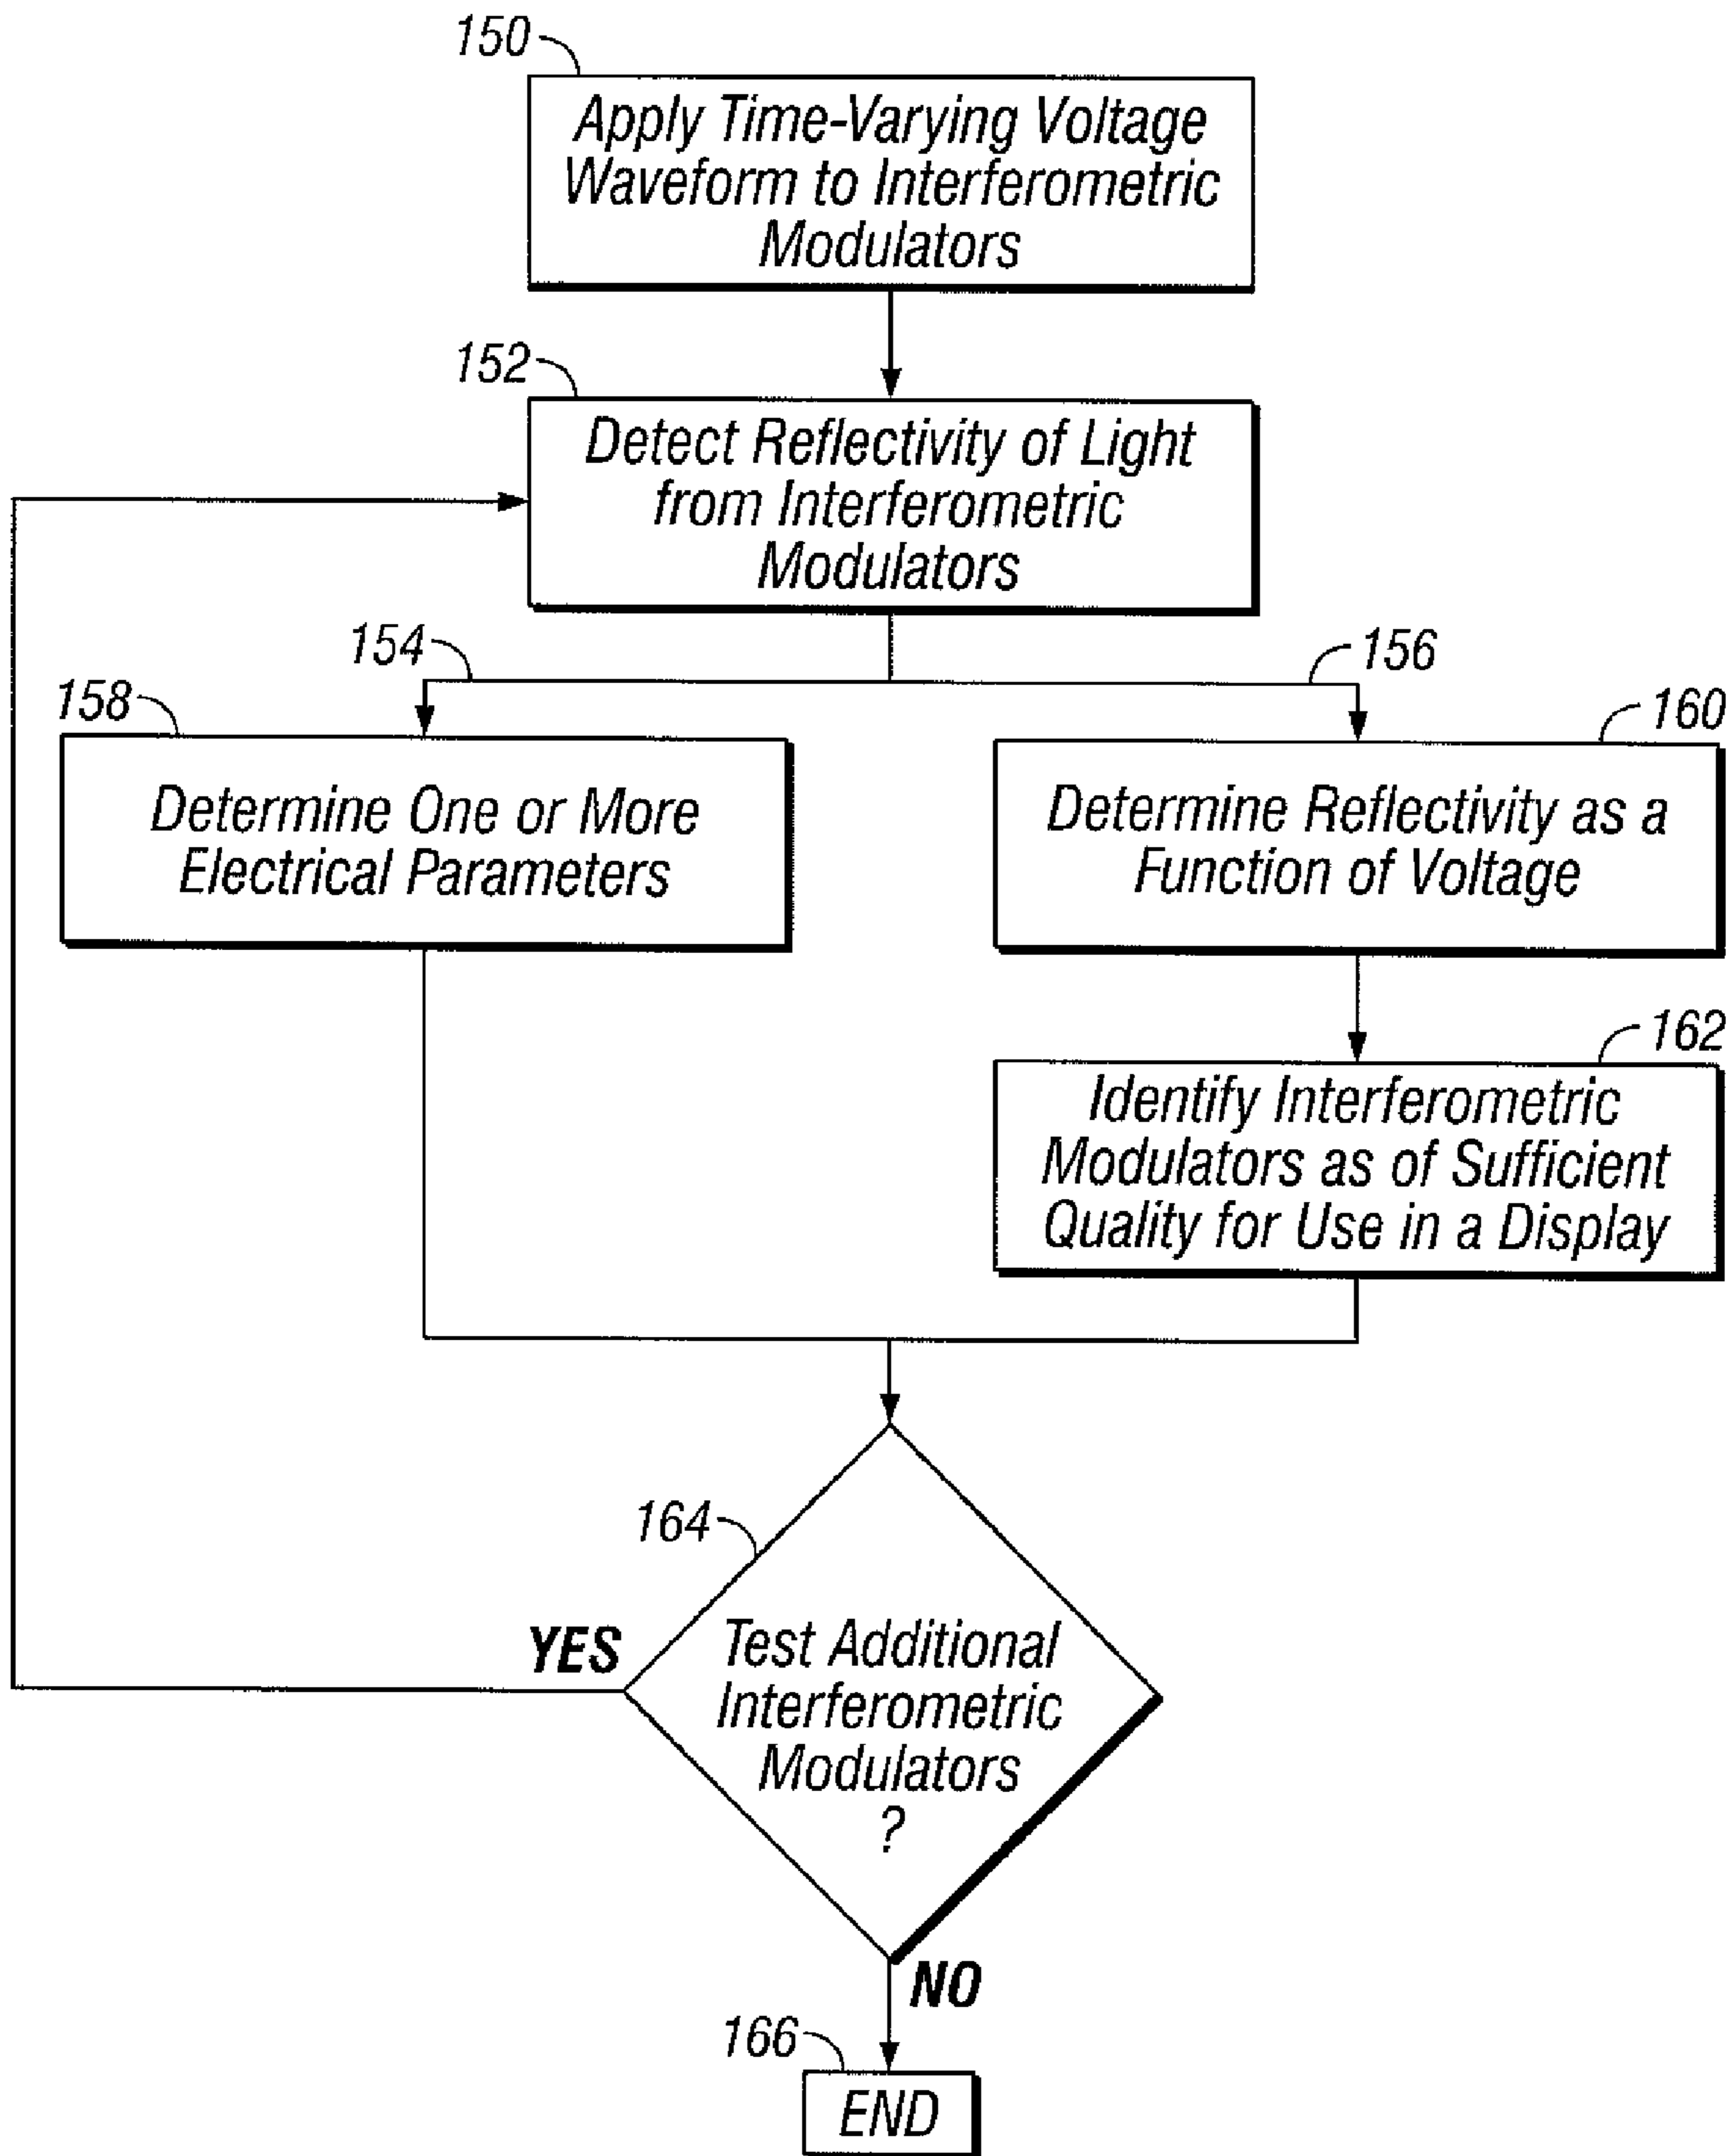 150
Apply Time-Varying Voltage
Waveform to Interferometric
Modulators
152
Detect Reflectivity of Light
from Interferometric
Modulators
154
156
158
Determine One or More
Electrical Parameters
160
Determine Reflectivity as a
Function of Voltage
162
Identify Interferometric
Modulators as of Sufficient
Quality for Use in a Display
164
YES
Test Additional
Interferometric
Modulators
?
NO
166
END